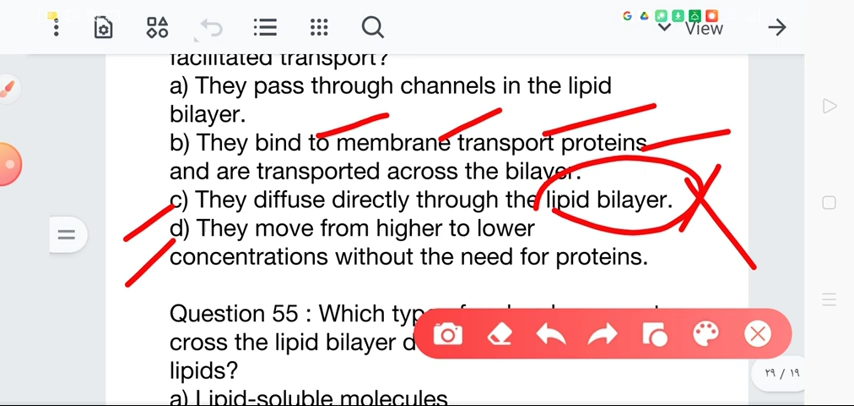 View
facilitated transport?
a) They pass through channels in the lipid
bilayer.
b) They bind to membrane transport proteins
and are transported across the bilayer.
c) They diffuse directly through the lipid bilayer.
d) They move from higher to lower
concentrations without the need for proteins.
Question 55 : Which
cross the lipid bilayer
lipids?
a) Lipid-soluble molecules
٢٩ / ١٩